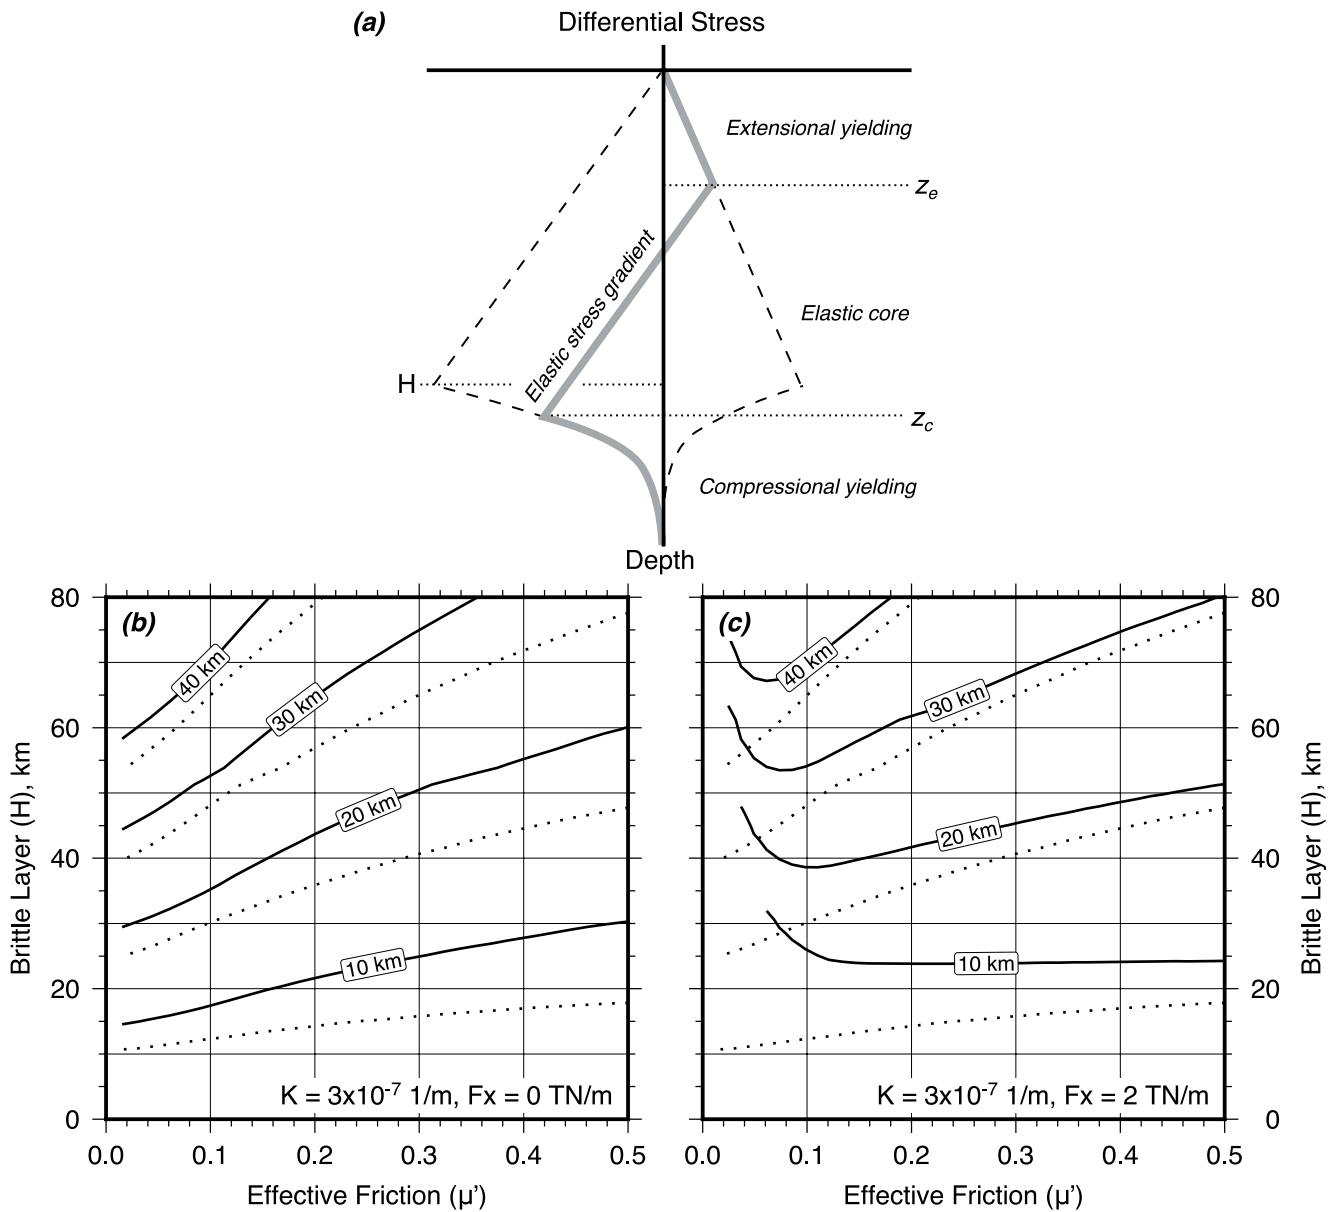 (a)
Differential Stress
Extensional yielding
z_e
Elastic stress gradient
Elastic core
H
z_c
Compressional yielding
Depth
80
60
40
20
0
Brittle Layer (H), km
(b)
40 km
30 km
20 km
10 km
K = 3x10⁻⁷ 1/m, Fx = 0 TN/m
0.0 0.1 0.2 0.3 0.4 0.5
Effective Friction (μ')
(c)
40 km
30 km
20 km
10 km
K = 3x10⁻⁷ 1/m, Fx = 2 TN/m
80
60
40
20
0
Brittle Layer (H), km
0.0 0.1 0.2 0.3 0.4 0.5
Effective Friction (μ')